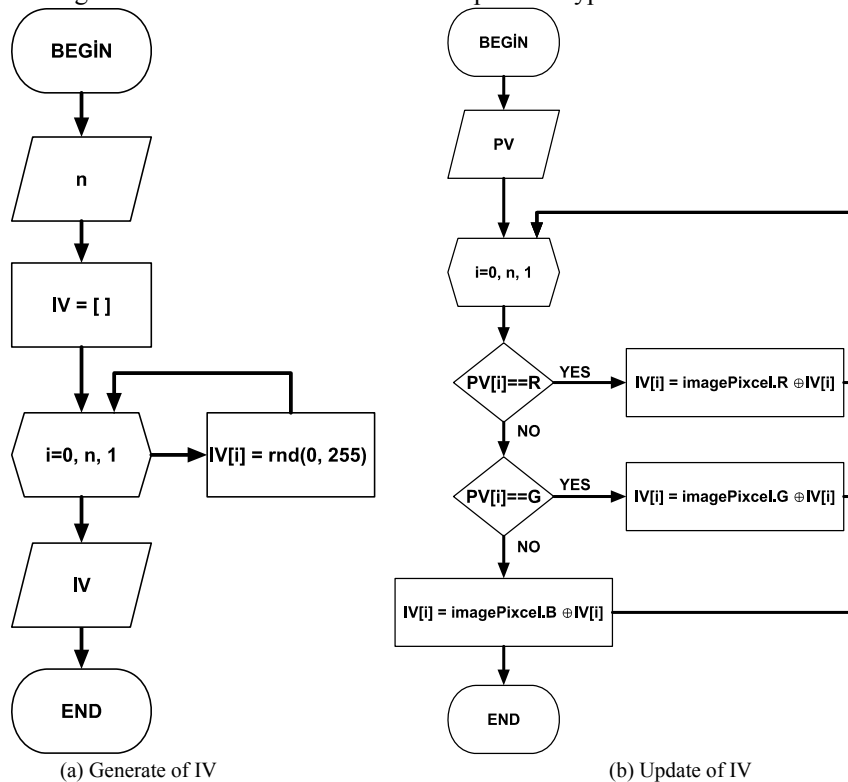 BEGİN
n
IV = [ ]
i=0, n, 1
IV[i] = rnd(0, 255)
IV
END
(a) Generate of IV
BEGİN
PV
i=0, n, 1
PV[i]==R
YES
IV[i] = imagePixcel.R ⊕IV[i]
NO
PV[i]==G
YES
IV[i] = imagePixcel.G ⊕IV[i]
NO
IV[i] = imagePixcel.B ⊕IV[i]
END
(b) Update of IV